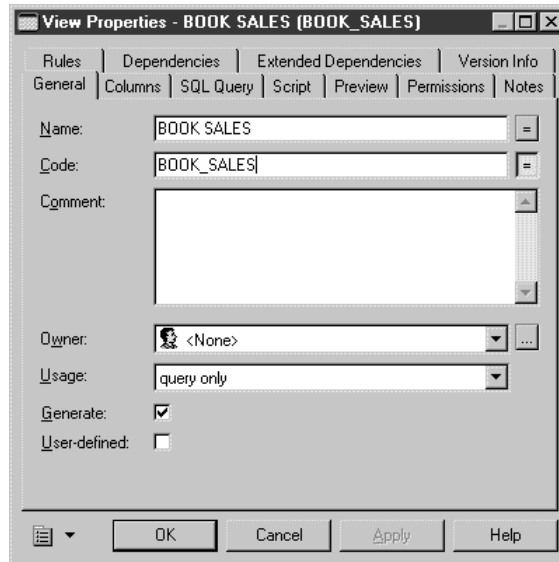 View Properties - BOOK SALES (BOOK_SALES)
Rules Dependencies Extended Dependencies Version Info
General Columns SQL Query Script Preview Permissions Notes
Name: BOOK SALES =
Code: BOOK_SALES =
Comment:
Owner: <None> ...
Usage: query only
Generate:
User-defined:
OK Cancel Apply Help